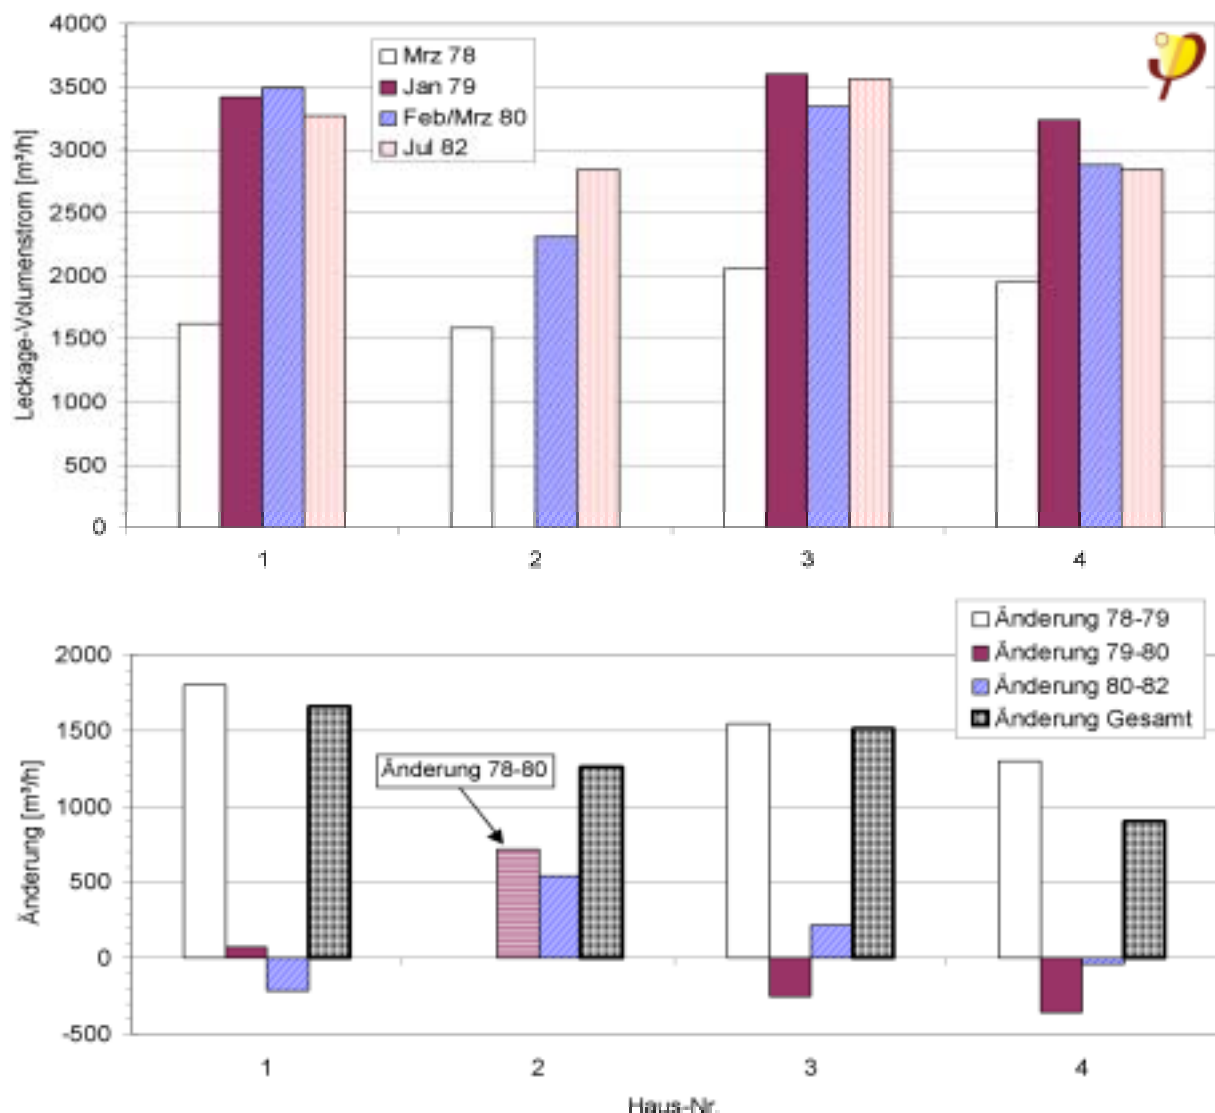 4000
3500
3000
2500
2000
1500
1000
500
0
Leckage-Volumenstrom [m³/h]
Mrz 78
Jan 79
Feb/Mrz 80
Jul 82
1 2 3 4
Änderung 78-79
Änderung 79-80
Änderung 80-82
Änderung Gesamt
2000
1500
1000
500
0
-500
Änderung [m³/h]
Änderung 78-80
1 2 3 4
Haus-Nr.